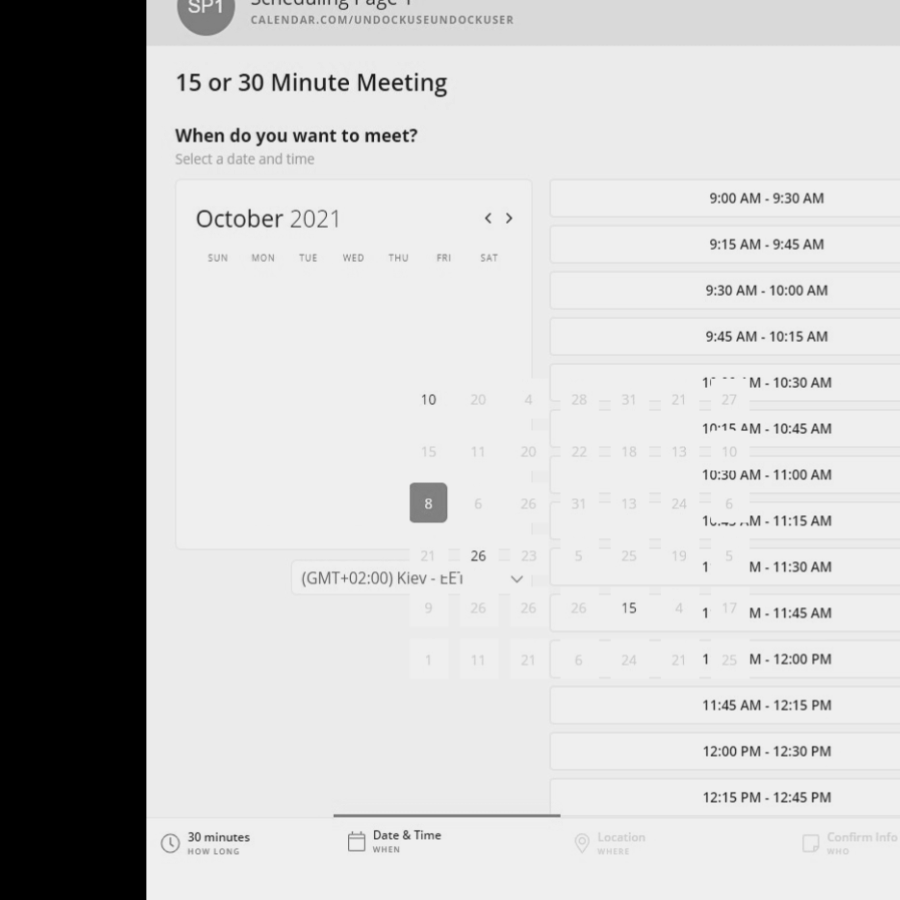 SP1
Scheduling Page 1
CALENDAR.COM/UNDOCKUSEUNDOCKUSER
15 or 30 Minute Meeting
When do you want to meet?
Select a date and time
October 2021
SUN MON TUE WED THU FRI SAT
10 20 4 28 31 21 27
15 11 20 22 18 13 10
8 6 26 31 13 24 6
21 26 23 5 25 19 5
9 26 26 26 15 4 17
1 11 21 6 24 21 25
(GMT+02:00) Kiev - EET
9:00 AM - 9:30 AM
9:15 AM - 9:45 AM
9:30 AM - 10:00 AM
9:45 AM - 10:15 AM
M - 10:30 AM
10:15 AM - 10:45 AM
10:30 AM - 11:00 AM
M - 11:15 AM
1 M - 11:30 AM
1 M - 11:45 AM
1 M - 12:00 PM
11:45 AM - 12:15 PM
12:00 PM - 12:30 PM
12:15 PM - 12:45 PM
30 minutes
HOW LONG
Date & Time
WHEN
Location
WHERE
Confirm Info
WHO